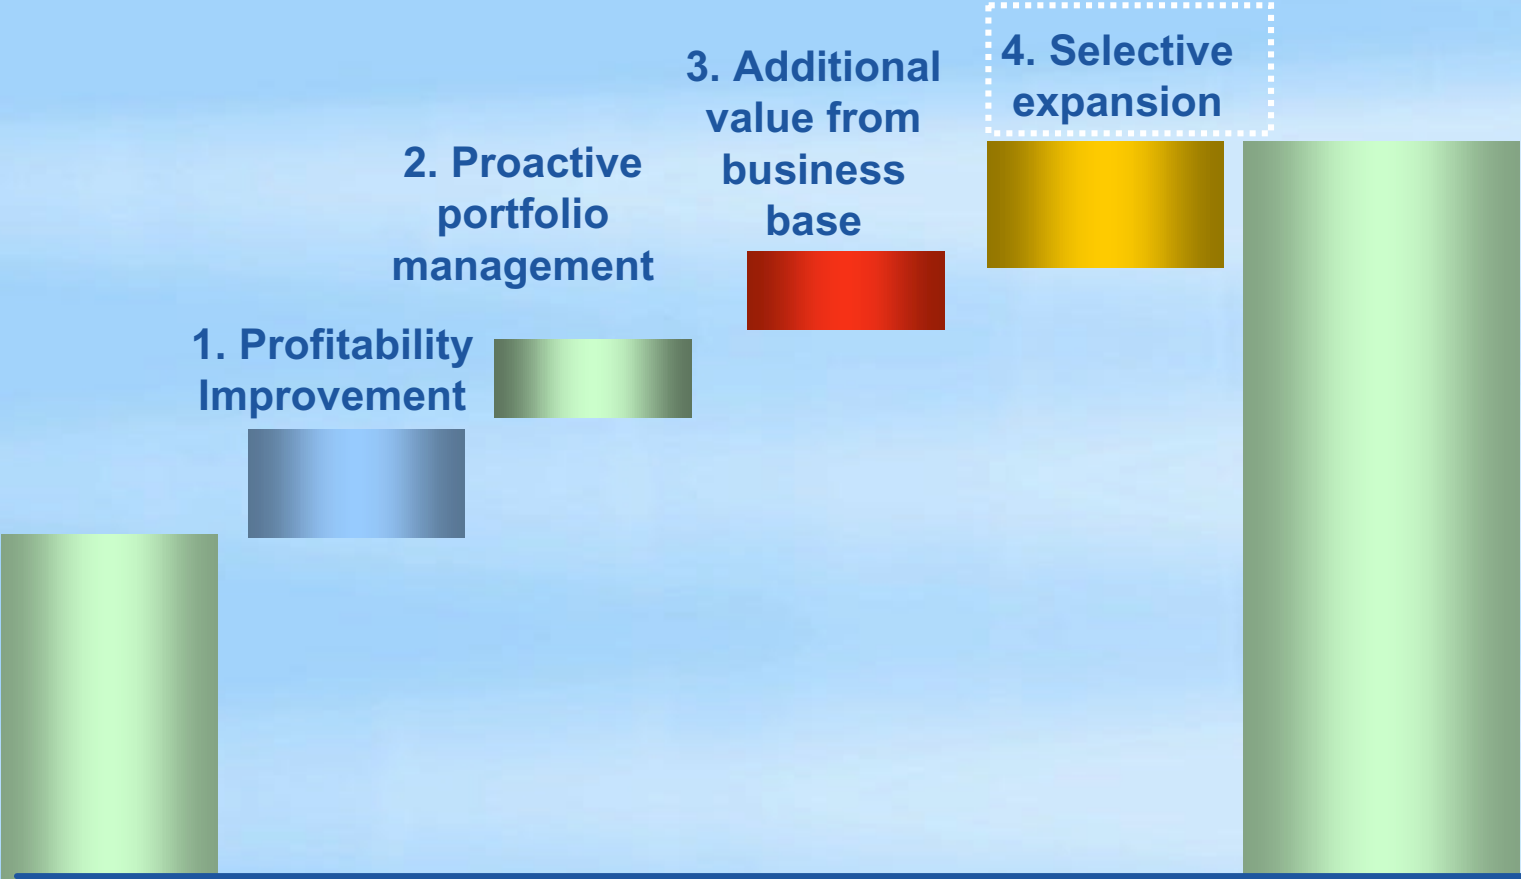 1. Profitability
Improvement
2. Proactive
portfolio
management
3. Additional
value from
business
base
4. Selective
expansion